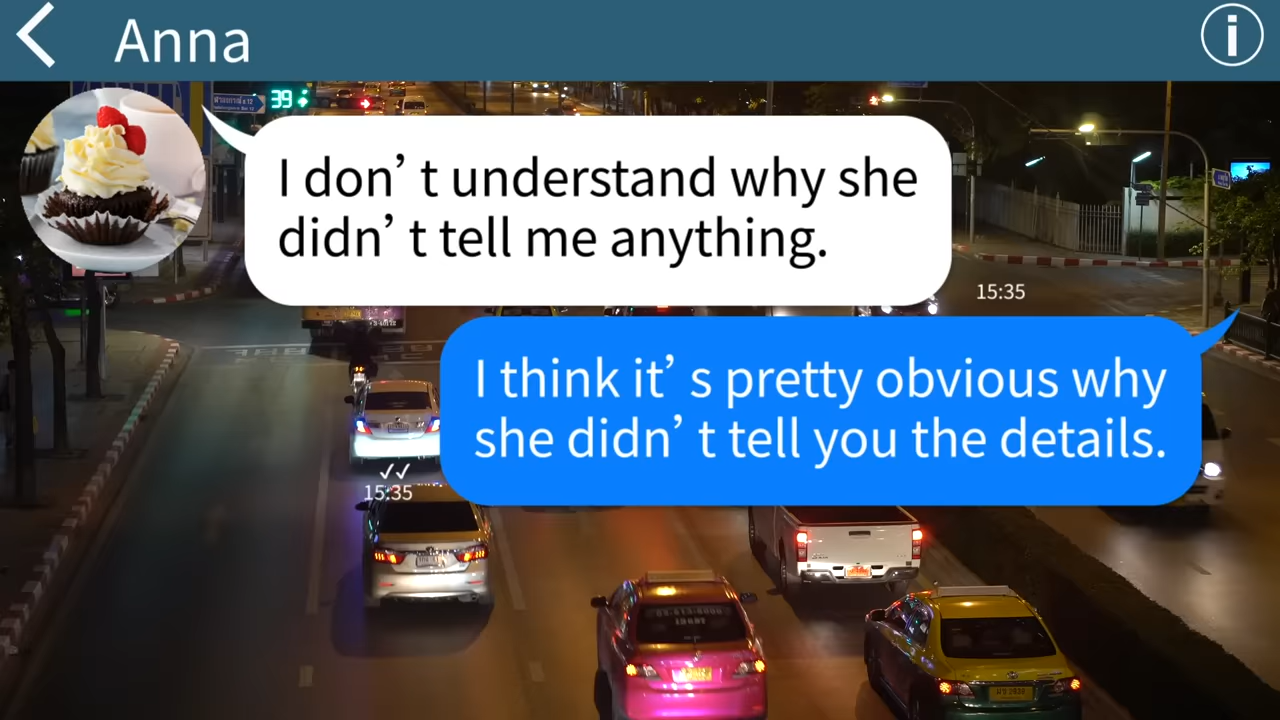 Anna
39
I don’t understand why she
didn’t tell me anything.
15:35
I think it’s pretty obvious why
she didn’t tell you the details.
15:35